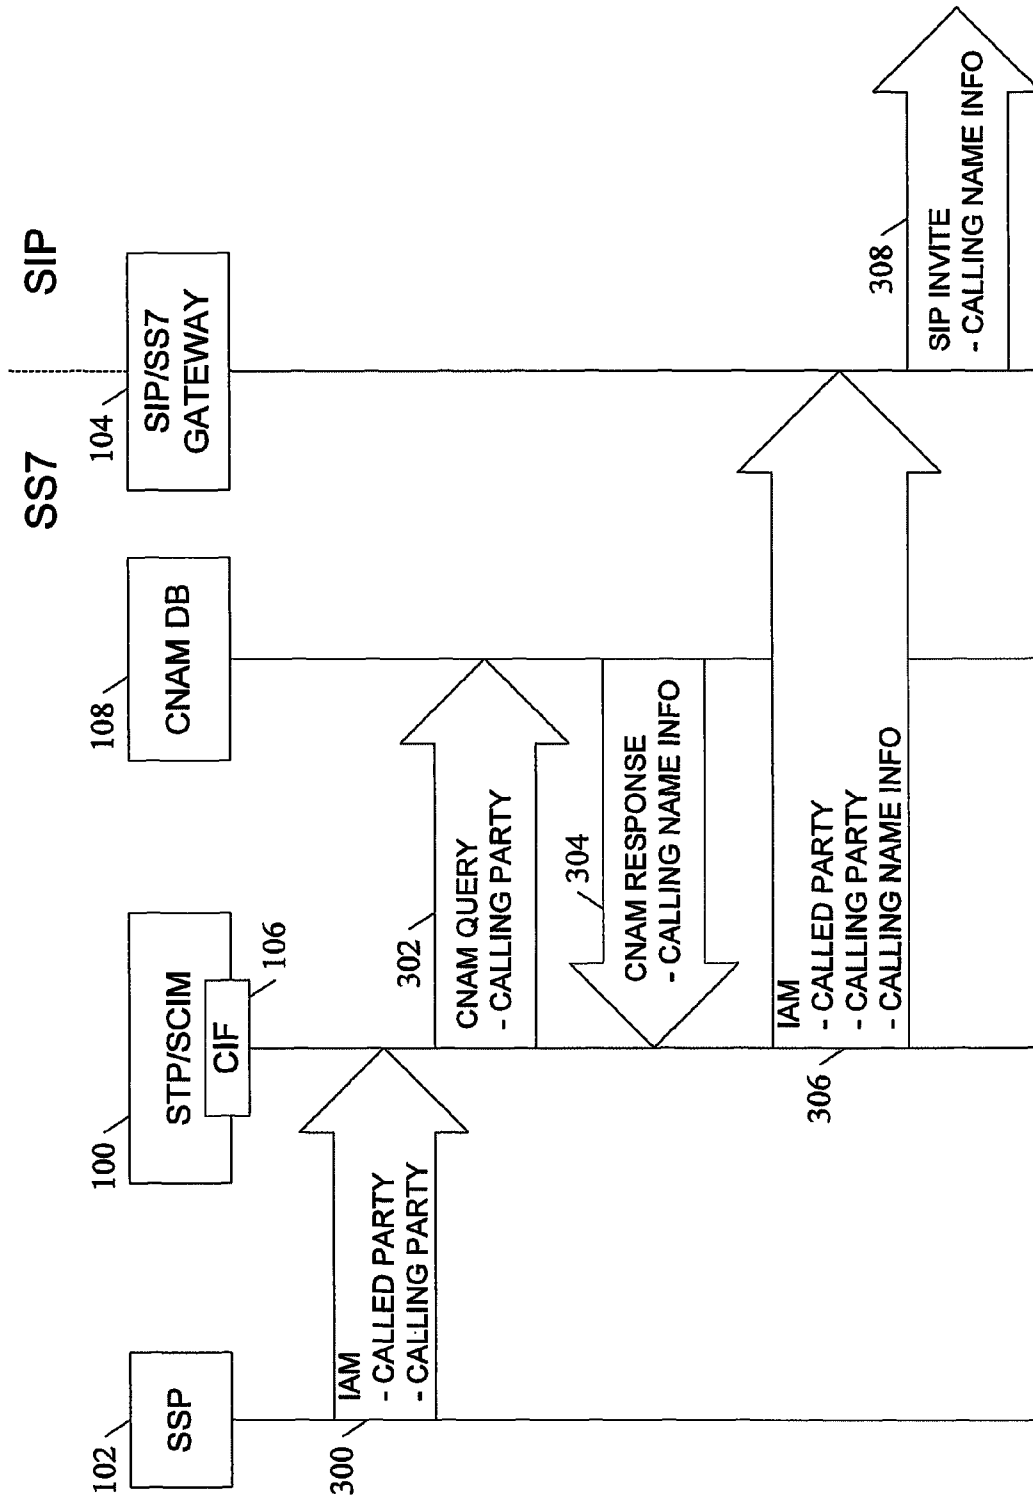 SS7
SIP
102
SSP
100
STP/SCIM
CIF
106
108
CNAM DB
104
SIP/SS7
GATEWAY
300
IAM
- CALLED PARTY
- CALLING PARTY
302
CNAM QUERY
- CALLING PARTY
304
CNAM RESPONSE
- CALLING NAME INFO
306
IAM
- CALLED PARTY
- CALLING PARTY
- CALLING NAME INFO
308
SIP INVITE
- CALLING NAME INFO